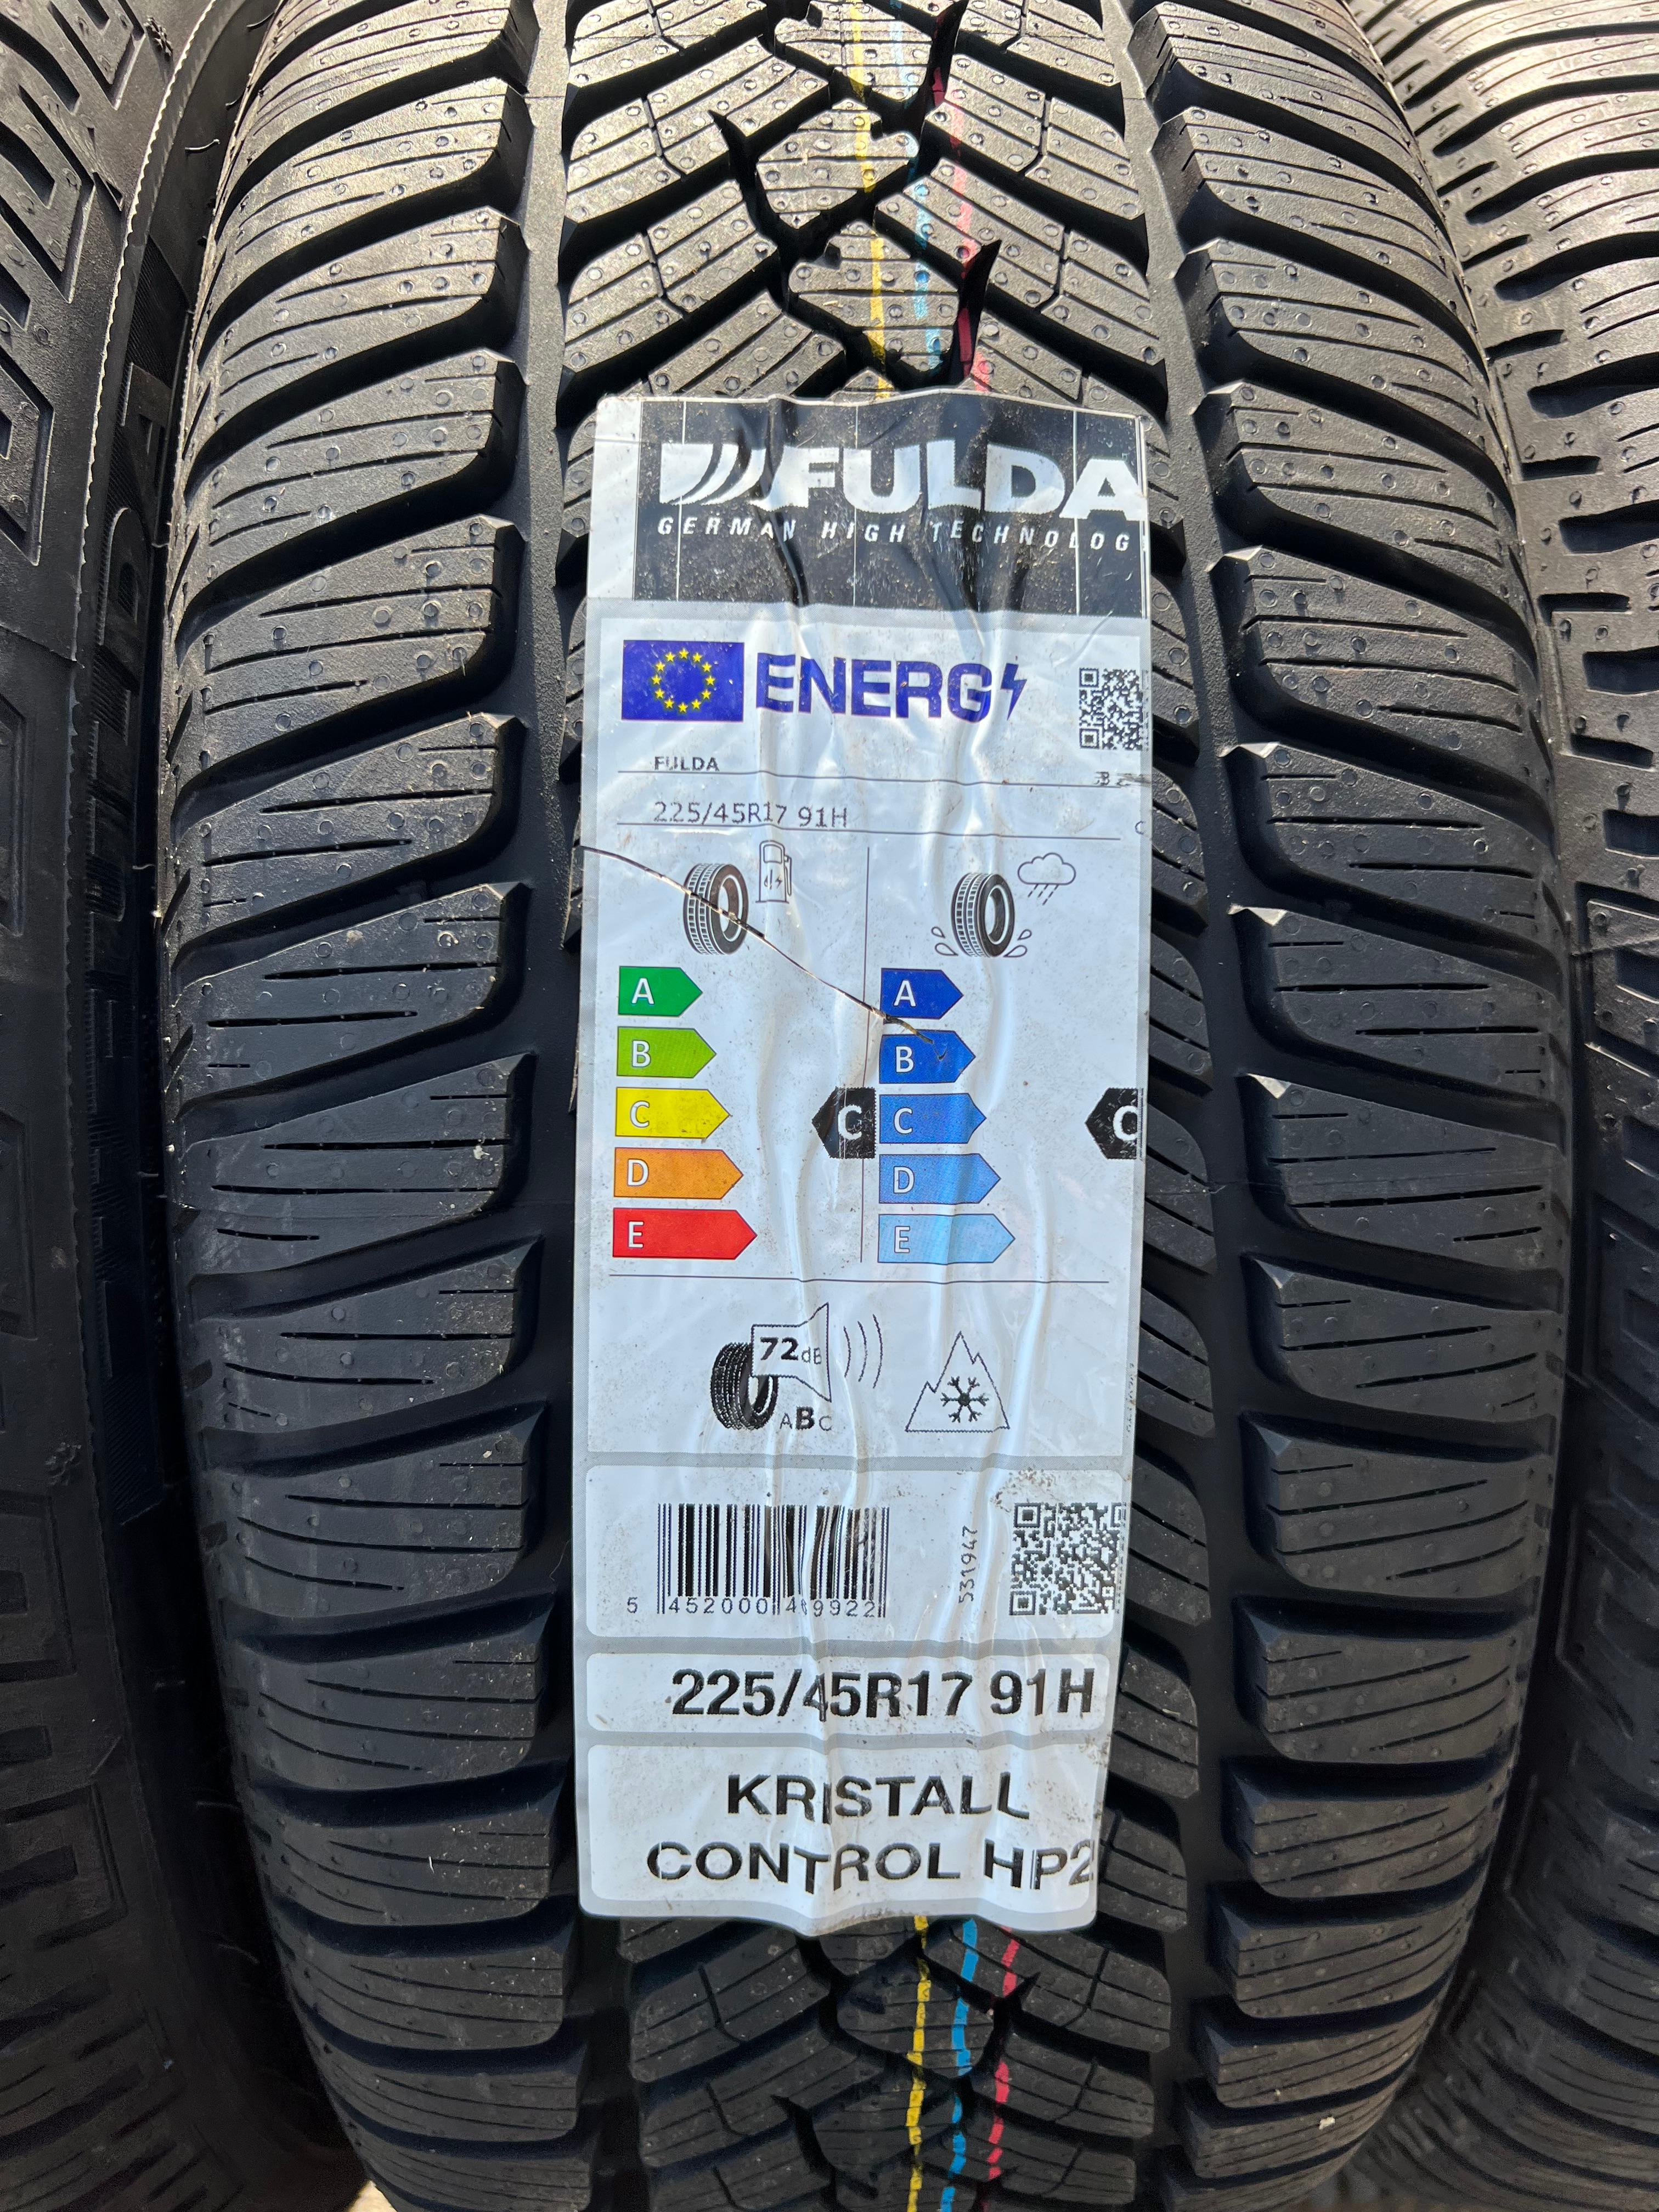 FULDA
GERMAN HIGH TECHNOLOG
ENERG
FULDA
225/45R17 91H
C
A A
B B
C C C C
D D
E E
72dB
ABC
5 452000 469922
531947
225/45R17 91H
KRISTALL
CONTROL HP2